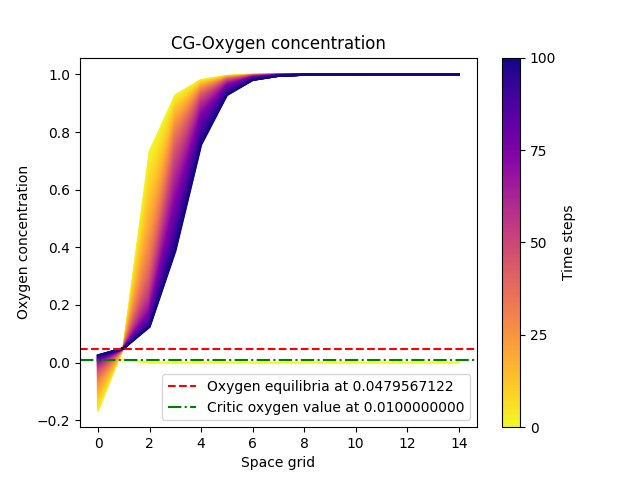 CG-Oxygen concentration
Oxygen concentration
1.0
0.8
0.6
0.4
0.2
0.0
−0.2
0 2 4 6 8 10 12 14
Space grid
Oxygen equilibria at 0.0479567122
Critic oxygen value at 0.0100000000
100
75
50
25
0
Time steps